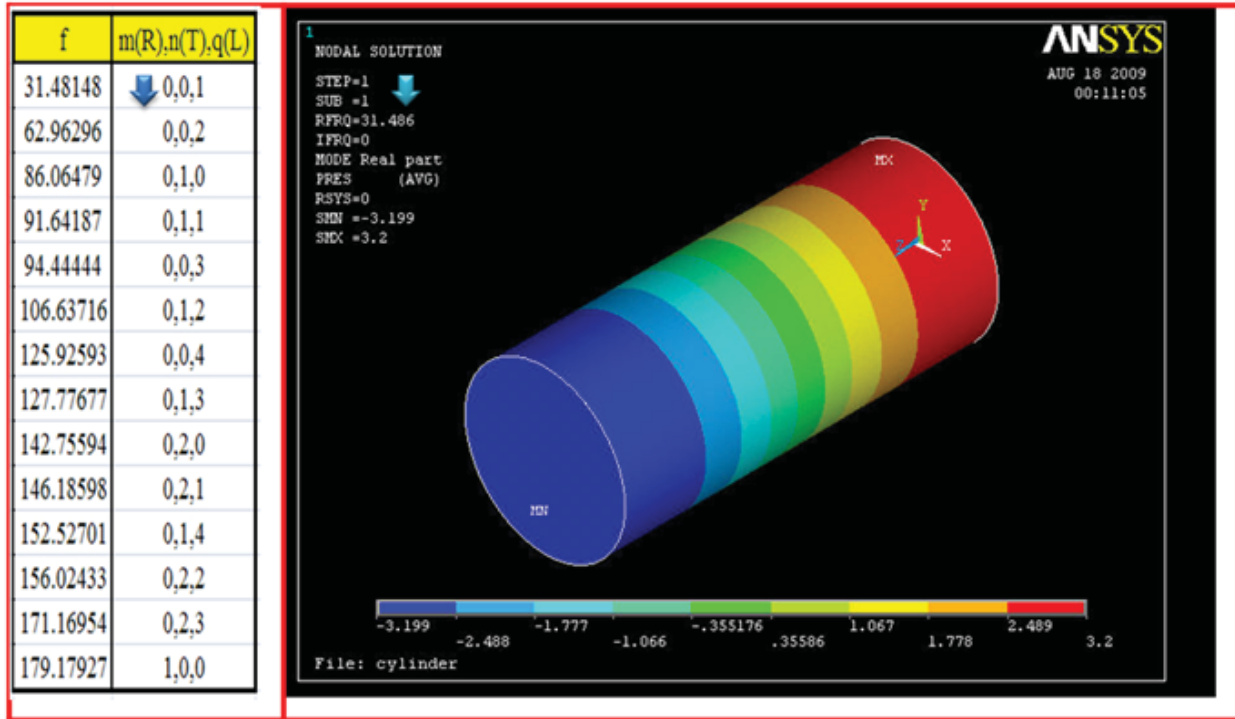 f m(R),n(T),q(L)
31.48148 0,0,1
62.96296 0,0,2
86.06479 0,1,0
91.64187 0,1,1
94.44444 0,0,3
106.63716 0,1,2
125.92593 0,0,4
127.77677 0,1,3
142.75594 0,2,0
146.18598 0,2,1
152.52701 0,1,4
156.02433 0,2,2
171.16954 0,2,3
179.17927 1,0,0
1
NODAL SOLUTION
STEP=1
SUB =1
RFRQ=31.486
IFRQ=0
MODE Real part
PRES (AVG)
RSYS=0
SMN =-3.199
SMX =3.2
ANSYS
AUG 18 2009
00:11:05
MX
Y
Z X
MN
-3.199 -1.777 -.355176 1.067 2.489
-2.488 -1.066 .35586 1.778 3.2
File: cylinder